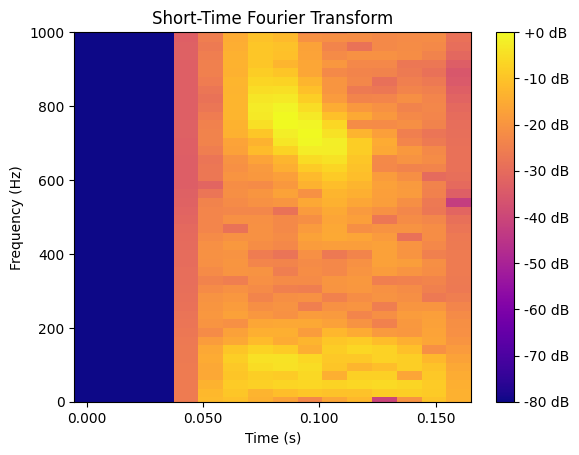 Short-Time Fourier Transform
1000
800
600
400
200
0
Frequency (Hz)
0.000
0.050
0.100
0.150
Time (s)
+0 dB
-10 dB
-20 dB
-30 dB
-40 dB
-50 dB
-60 dB
-70 dB
-80 dB